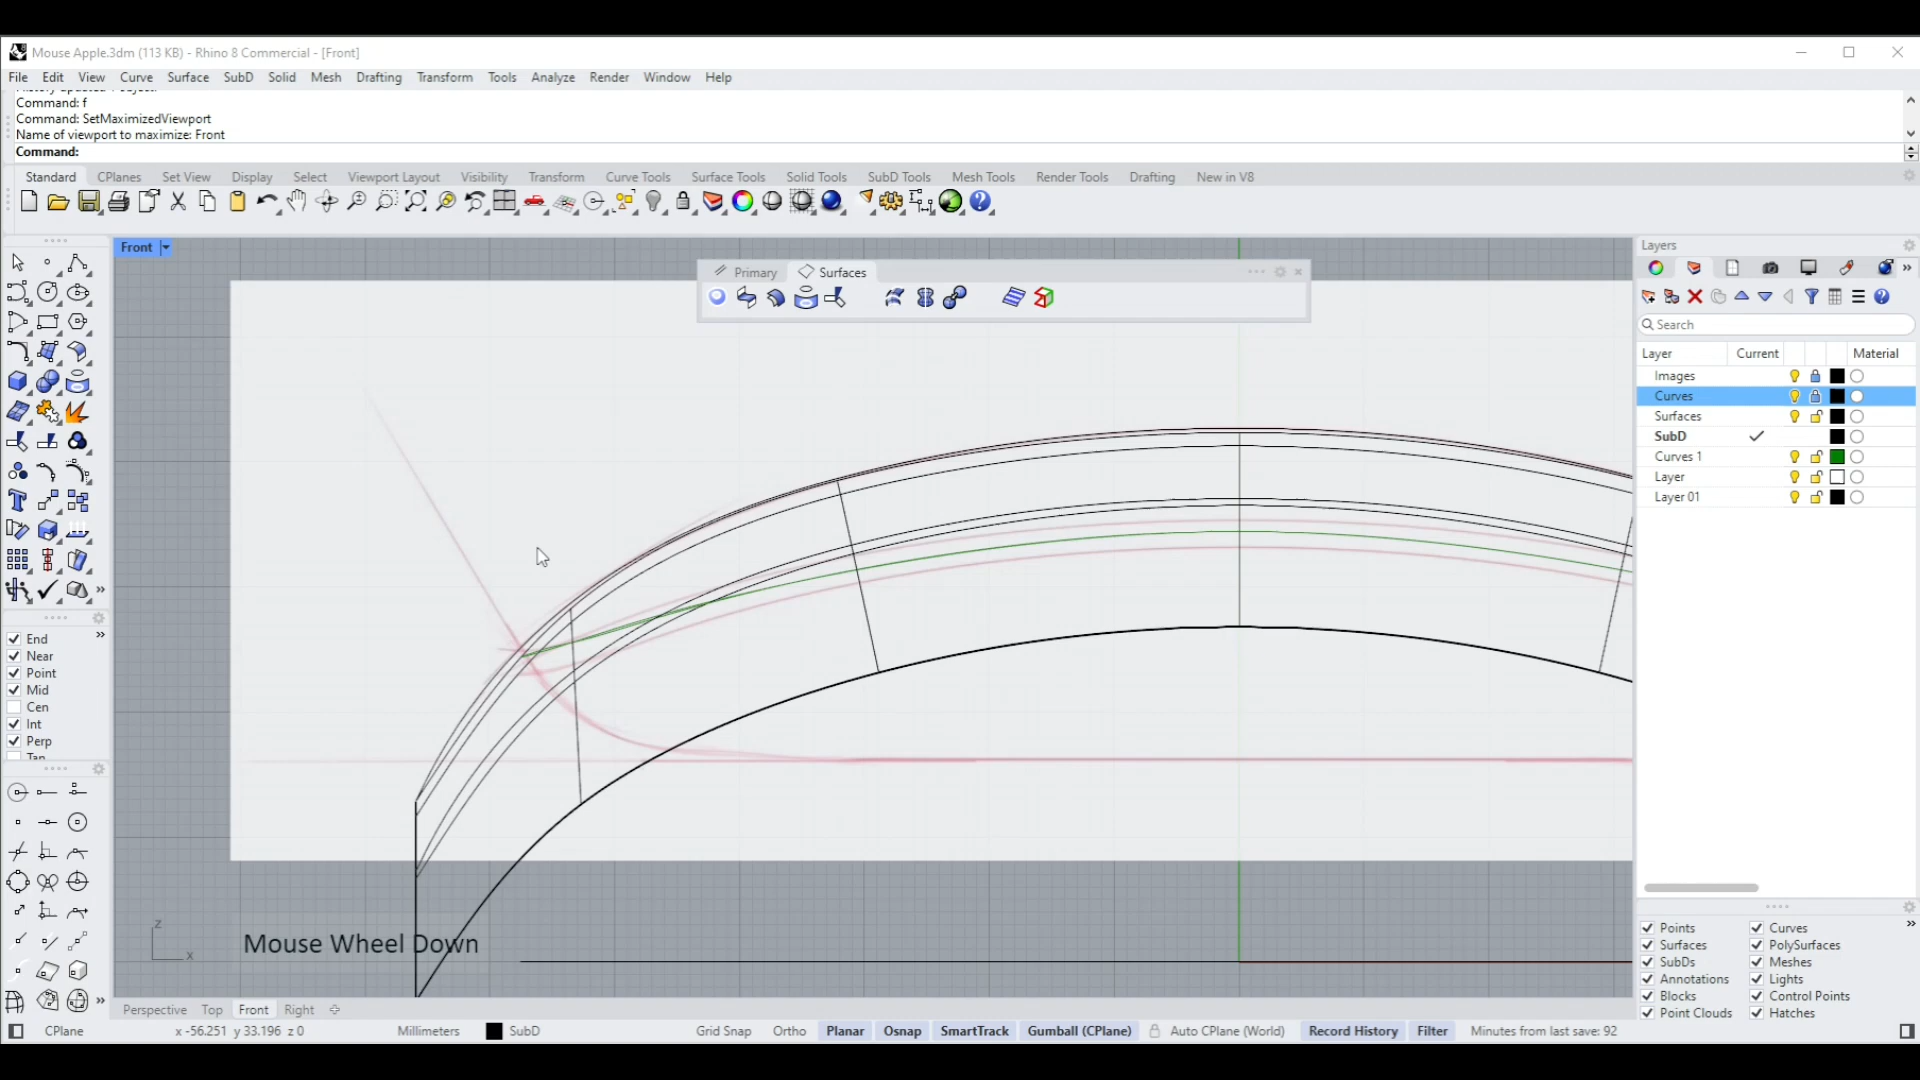 Mouse Apple.3dm (113 KB) - Rhino 8 Commercial - [Front]
File Edit View Curve Surface SubD Solid Mesh Drafting Transform Tools Analyze Render Window Help
Command: f
Command: SetMaximizedViewport
Name of viewport to maximize: Front
Command:
Standard CPlanes Set View Display Select Viewport Layout Visibility Transform Curve Tools Surface Tools Solid Tools SubD Tools Mesh Tools Render Tools Drafting New in V8
Front
Primary Surfaces
Layers
Search
Layer Current Material
Images
Curves
Surfaces
SubD
Curves 1
Layer
Layer 01
End
Near
Point
Mid
Cen
Int
Perp
Tan
z
x
Mouse Wheel Down
Points Curves
Surfaces PolySurfaces
SubDs Meshes
Annotations Lights
Blocks Control Points
Point Clouds Hatches
Perspective Top Front Right
CPlane x -56.251 y 33.196 z 0 Millimeters SubD Grid Snap Ortho Planar Osnap SmartTrack Gumball (CPlane) Auto CPlane (World) Record History Filter Minutes from last save: 92